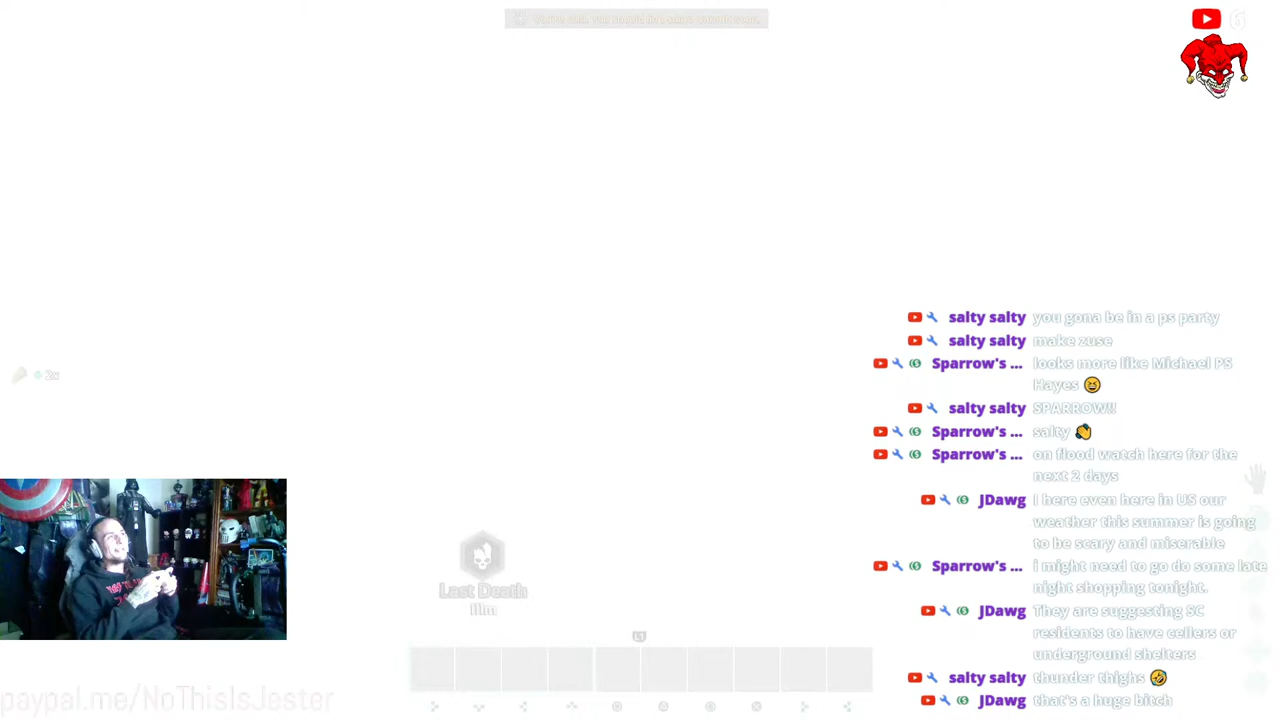 6
salty salty you gona be in a ps party
salty salty make zuse
Sparrow's ... looks more like Michael PS
Hayes
salty salty SPARROW!!
Sparrow's ... salty
Sparrow's ... on flood watch here for the
next 2 days
JDawg I here even here in US our
weather this summer is going
to be scary and miserable
2x
Sparrow's ... i might need to go do some late
night shopping tonight.
JDawg They are suggesting SC
residents to have cellers or
underground shelters
salty salty thunder thighs
JDawg that's a huge bitch
Last Death
111m
L1
paypal.me/NoThisIsJester